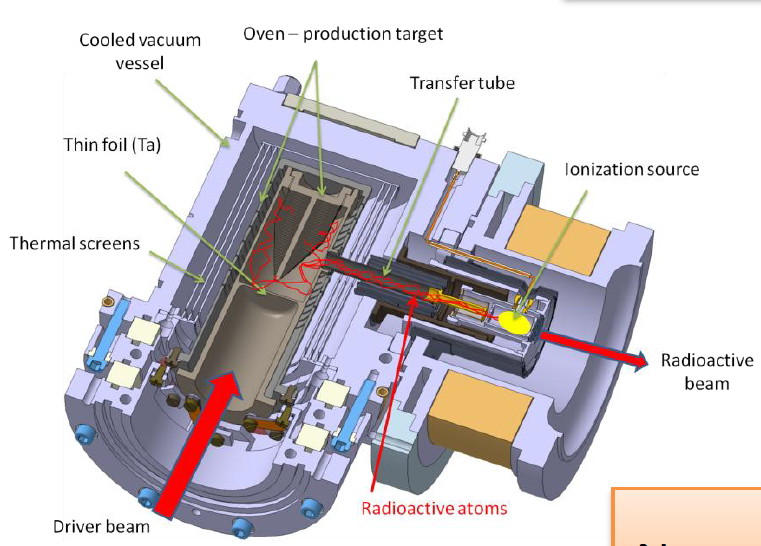 Oven – production target
Cooled vacuum
vessel
Transfer tube
Thin foil (Ta)
Ionization source
Thermal screens
Radioactive
beam
Radioactive atoms
Driver beam